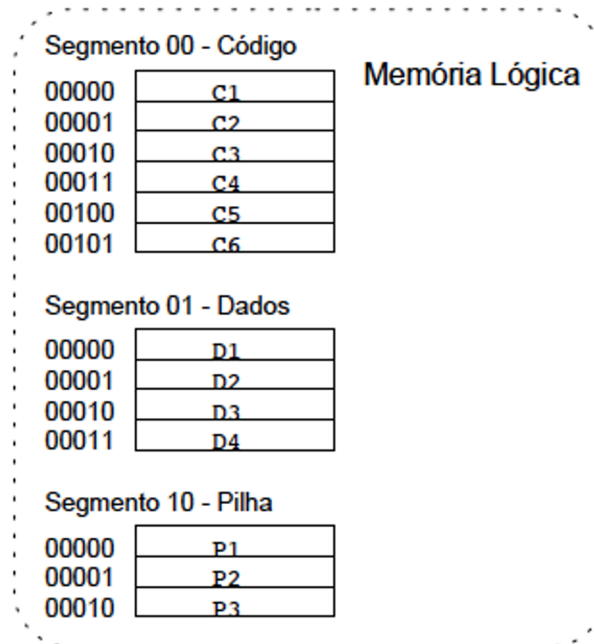 Segmento 00 - Código
Memória Lógica
00000 C1
00001 C2
00010 C3
00011 C4
00100 C5
00101 C6
Segmento 01 - Dados
00000 D1
00001 D2
00010 D3
00011 D4
Segmento 10 - Pilha
00000 P1
00001 P2
00010 P3